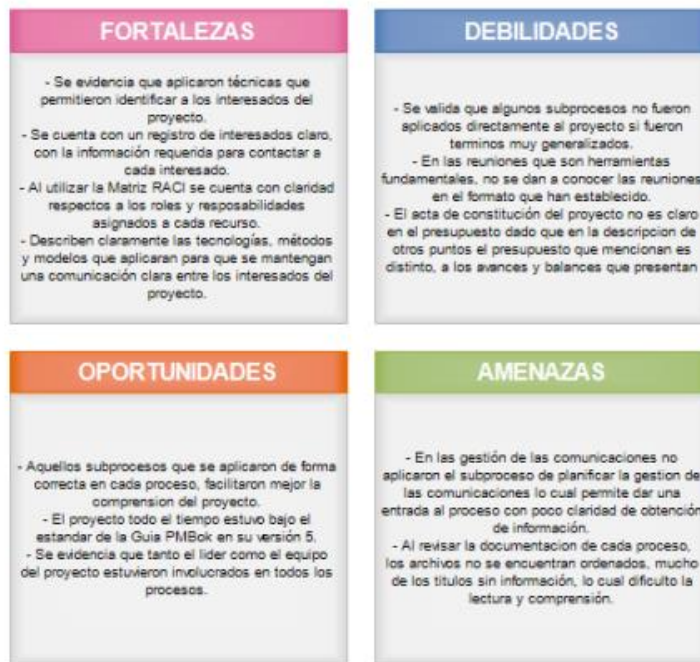 FORTALEZAS
- Se evidencia que aplicaron técnicas que
permitieron identificar a los interesados del
proyecto.
- Se cuenta con un registro de interesados claro,
con la información requerida para contactar a
cada interesado.
- Al utilizar la Matriz RACI se cuenta con claridad
respectos a los roles y resposabilidades
asignados a cada recurso.
- Describen claramente las tecnologías, métodos
y modelos que aplicaran para que se mantengan
una comunicación clara entre los interesados del
proyecto.
DEBILIDADES
- Se valida que algunos subprocesos no fueron
aplicados directamente al proyecto si fueron
terminos muy generalizados.
- En las reuniones que son herramientas
fundamentales, no se dan a conocer las reuniones
en el formato que han establecido.
- El acta de constitución del proyecto no es claro
en el presupuesto dado que en la descripcion de
otros puntos el presupuesto que mencionan es
distinto, a los avances y balances que presentan
OPORTUNIDADES
- Aquellos subprocesos que se aplicaron de forma
correcta en cada proceso, facilitaron mejor la
comprension del proyecto.
- El proyecto todo el tiempo estuvo bajo el
estandar de la Guia PMBok en su versión 5.
- Se evidencia que tanto el lider como el equipo
del proyecto estuvieron involucrados en todos los
procesos.
AMENAZAS
- En las gestión de las comunicaciones no
aplicaron el subproceso de planificar la gestion de
las comunicaciones lo cual permite dar una
entrada al proceso con poco claridad de obtención
de información.
- Al revisar la documentacion de cada proceso,
los archivos no se encuentran ordenados, mucho
de los titulos sin información, lo cual dificulto la
lectura y comprensión.